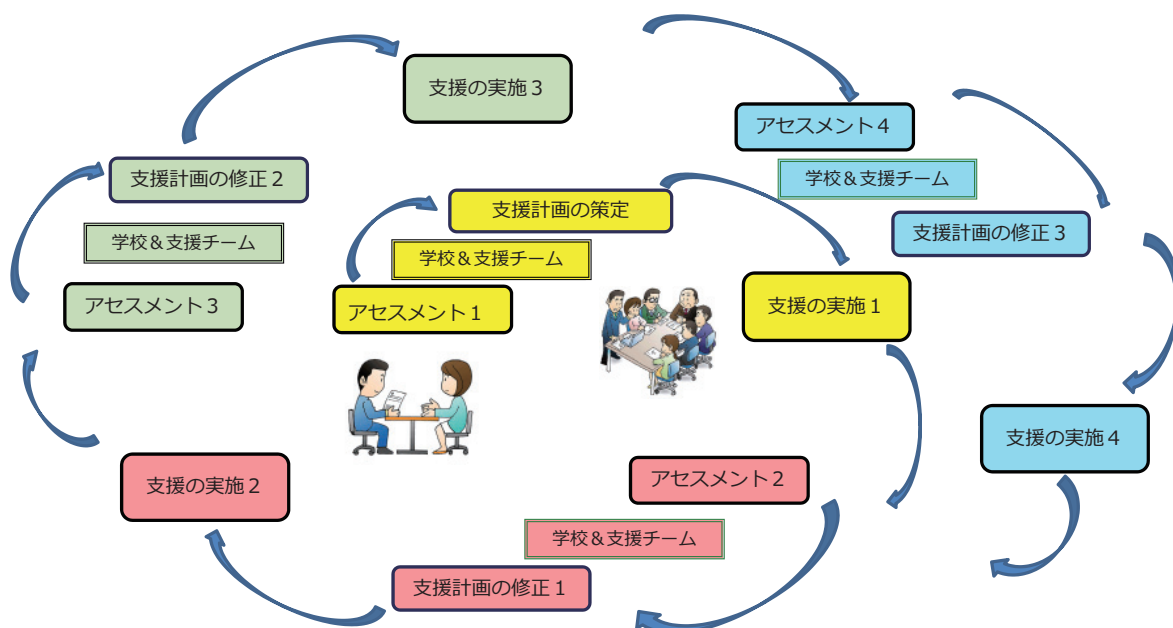 支援の実施３
アセスメント４
支援計画の修正２
学校＆支援チーム
支援計画の策定
支援計画の修正３
学校＆支援チーム
学校＆支援チーム
アセスメント３
アセスメント１
支援の実施１
支援の実施４
支援の実施２
アセスメント２
学校＆支援チーム
支援計画の修正１